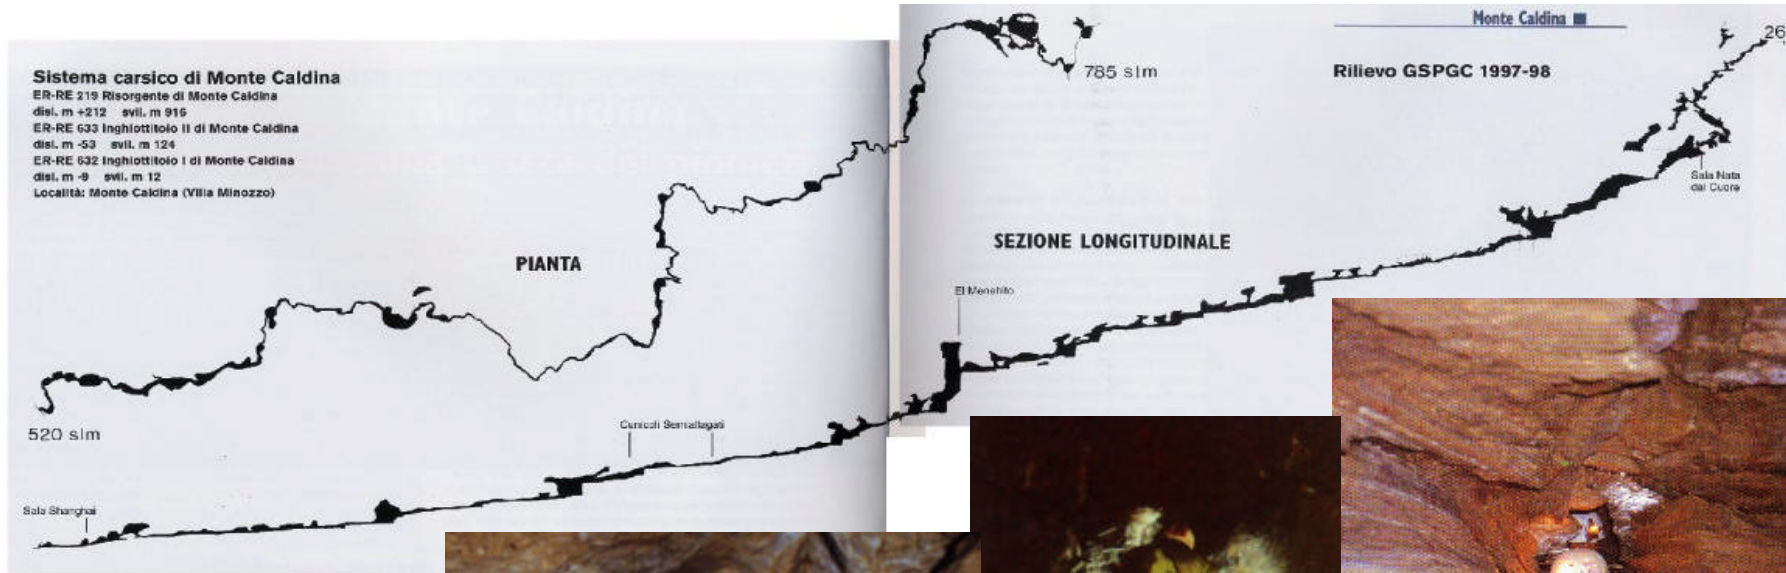 Sistema carsico di Monte Caldina
ER-RE 219 Risorgente di Monte Caldina
disl. m +212 svil. m 916
ER-RE 633 Inghiottitoio II di Monte Caldina
disl. m -53 svil. m 124
ER-RE 632 Inghiottitoio I di Monte Caldina
disl. m -9 svil. m 12
Località: Monte Caldina (Villa Minozzo)
Monte Caldina
Rilievo GSPGC 1997-98
26
785 slm
PIANTA
SEZIONE LONGITUDINALE
Sala Nata
dal Cuore
El Menehito
520 slm
Cunicoli Semiallagati
Sala Shanghai